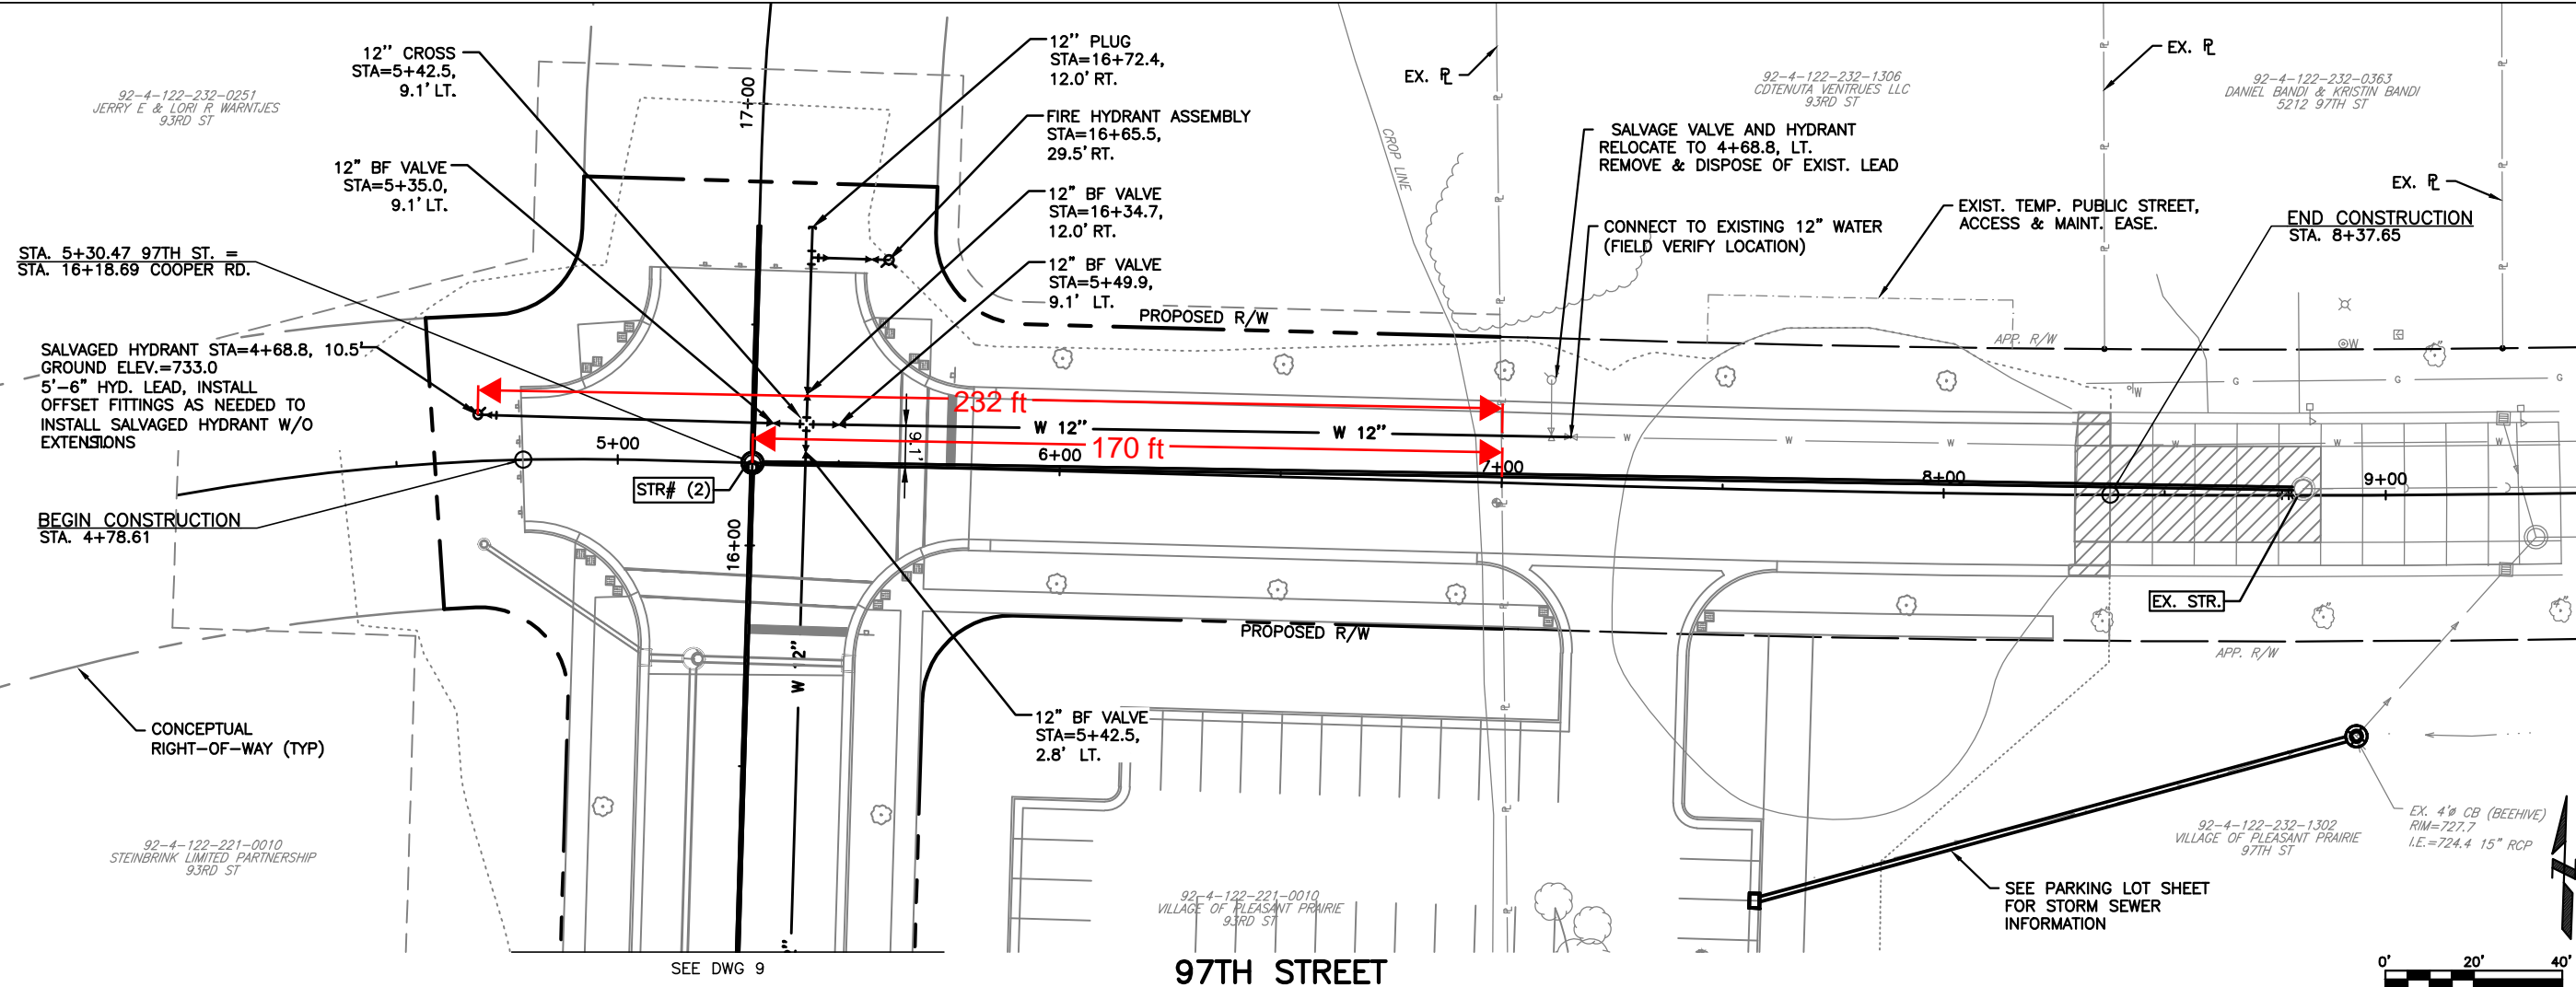 12'' CROSS
STA=5+42.5,
9.1' LT.
12" PLUG
STA=16+72.4,
12.0' RT.
EX. PL
EX. PL
92-4-122-232-0251
JERRY E & LORI R WARNTJES
93RD ST
17+00
92-4-122-232-1306
CDTENUTA VENTRUES LLC
93RD ST
92-4-122-232-0363
DANIEL BANDI & KRISTIN BANDI
5212 97TH ST
FIRE HYDRANT ASSEMBLY
STA=16+65.5,
29.5' RT.
SALVAGE VALVE AND HYDRANT
RELOCATE TO 4+68.8, LT.
REMOVE & DISPOSE OF EXIST. LEAD
CROP LINE
12" BF VALVE
STA=5+35.0,
9.1' LT.
12" BF VALVE
STA=16+34.7,
12.0' RT.
EX. PL
CONNECT TO EXISTING 12" WATER
(FIELD VERIFY LOCATION)
EXIST. TEMP. PUBLIC STREET,
ACCESS & MAINT. EASE.
END CONSTRUCTION
STA. 8+37.65
STA. 5+30.47 97TH ST. =
STA. 16+18.69 COOPER RD.
12" BF VALVE
STA=5+49.9,
9.1' LT.
PROPOSED R/W
APP. R/W
SALVAGED HYDRANT STA=4+68.8, 10.5'
GROUND ELEV.=733.0
5'-6" HYD. LEAD, INSTALL
OFFSET FITTINGS AS NEEDED TO
INSTALL SALVAGED HYDRANT W/O
EXTENSIONS
232 ft
W 12"
W 12"
9.1'
170 ft
5+00
6+00
7+00
8+00
9+00
G
G
G
W
W
W
W
W
W
W
W
4"
STR# (2)
BEGIN CONSTRUCTION
STA. 4+78.61
16+00
EX. STR.
4"
4"
4"
PROPOSED R/W
APP. R/W
W 12"
CONCEPTUAL
RIGHT-OF-WAY (TYP)
12" BF VALVE
STA=5+42.5,
2.8' LT.
92-4-122-221-0010
STEINBRINK LIMITED PARTNERSHIP
93RD ST
92-4-122-232-1302
VILLAGE OF PLEASANT PRAIRIE
97TH ST
EX. 4'ø CB (BEEHIVE)
RIM=727.7
I.E.=724.4 15" RCP
92-4-122-221-0010
VILLAGE OF PLEASANT PRAIRIE
93RD ST
SEE PARKING LOT SHEET
FOR STORM SEWER
INFORMATION
SEE DWG 9
97TH STREET
0' 20' 40'